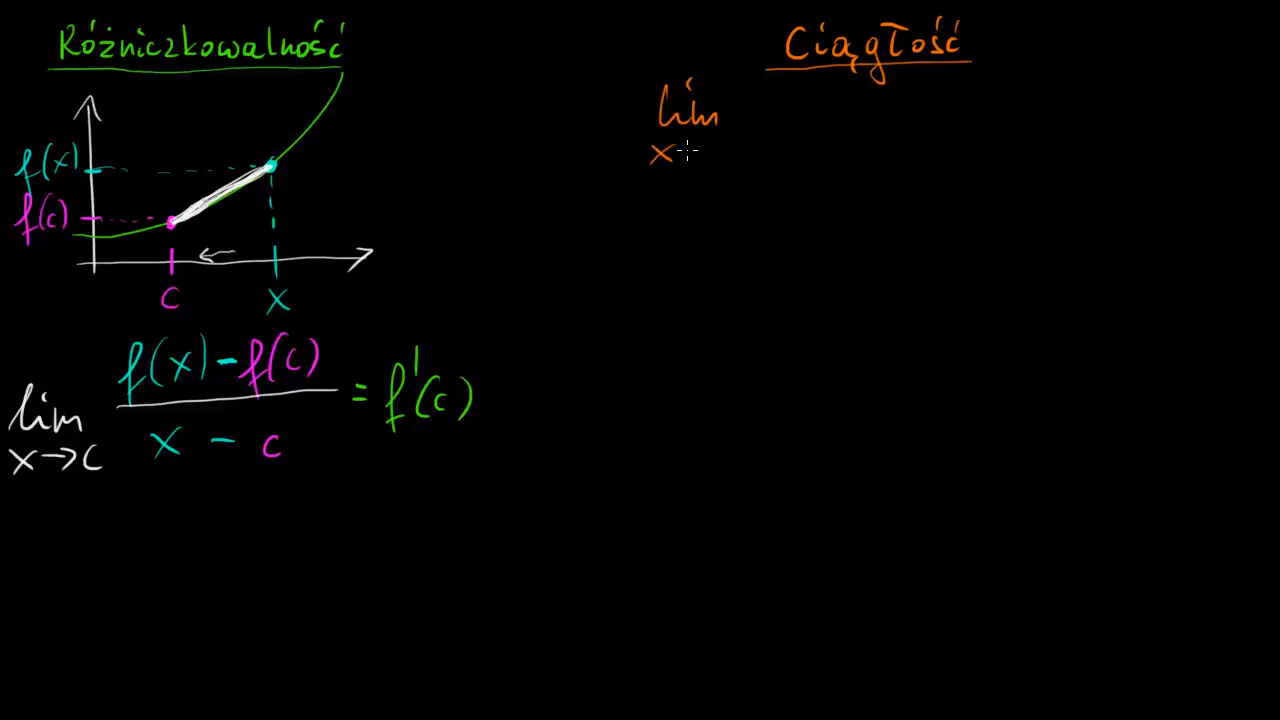 Różniczkowalność
f(x)
f(c)
c x
lim x→c f(x) - f(c) / x - c = f'(c)
Ciągłość
lim
x